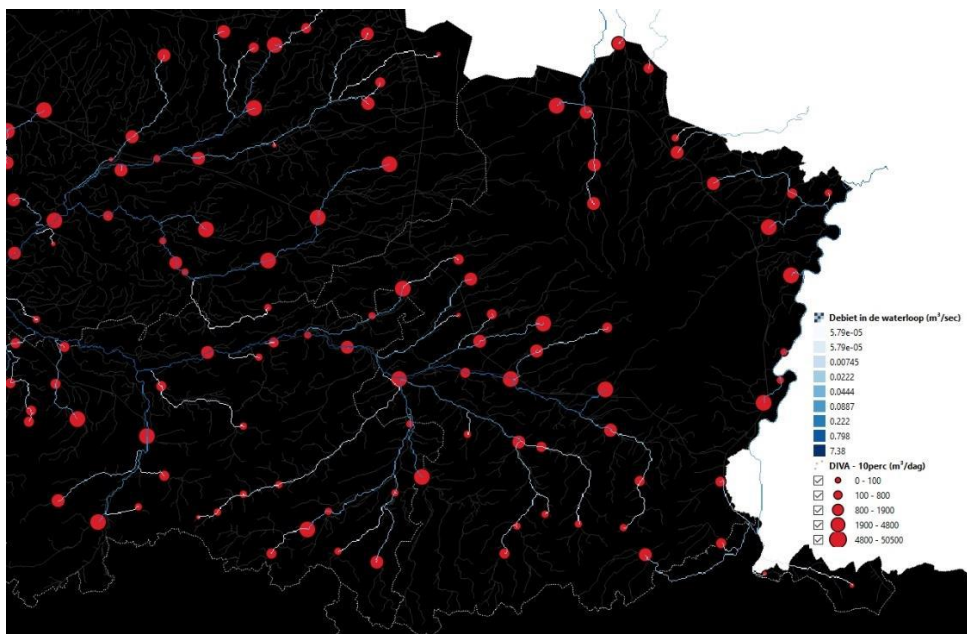 Debiet in de waterloop (m³/sec)
5.79e-05
5.79e-05
0.00745
0.0222
0.0444
0.0887
0.222
0.798
7.38
DIVA - 10perc (m³/dag)
0 - 100
100 - 800
800 - 1900
1900 - 4800
4800 - 50500